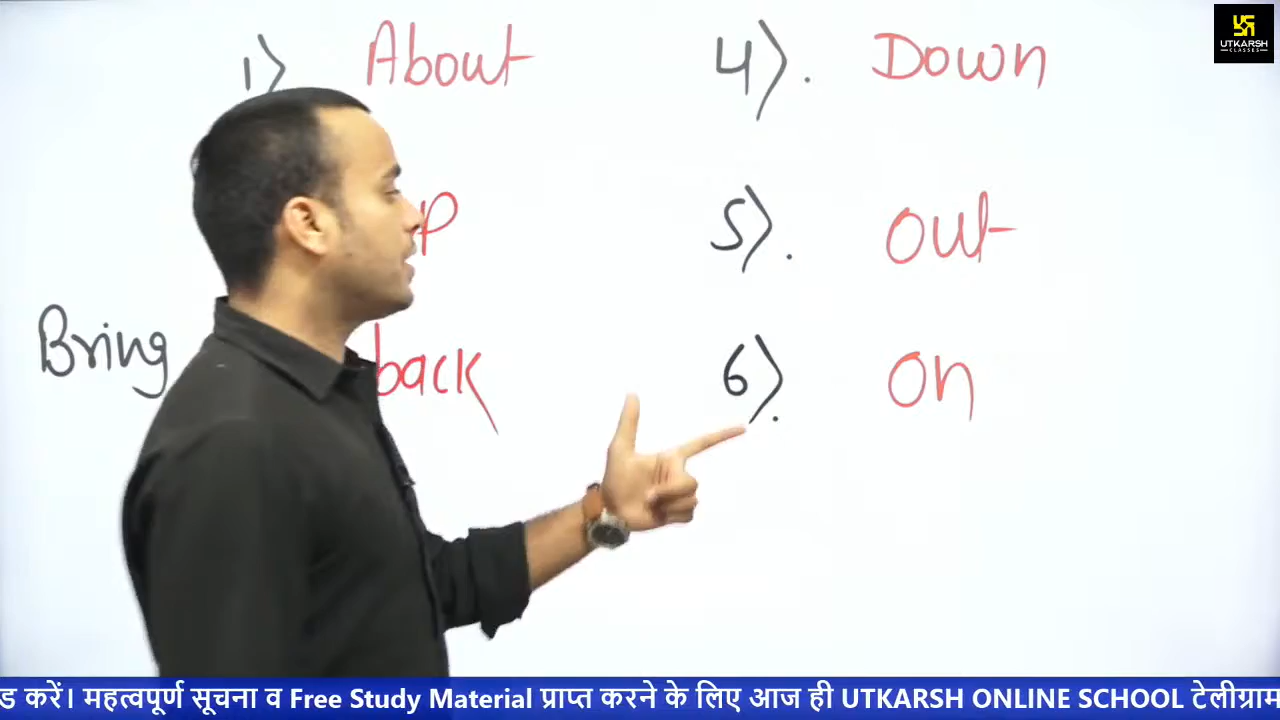 1) About
Bring
back
4). Down
5). out
6). on
UTKARSH
CLASSES
करें। महत्वपूर्ण सूचना व Free Study Material प्राप्त करने के लिए आज ही UTKARSH ONLINE SCHOOL टेलीग्राम